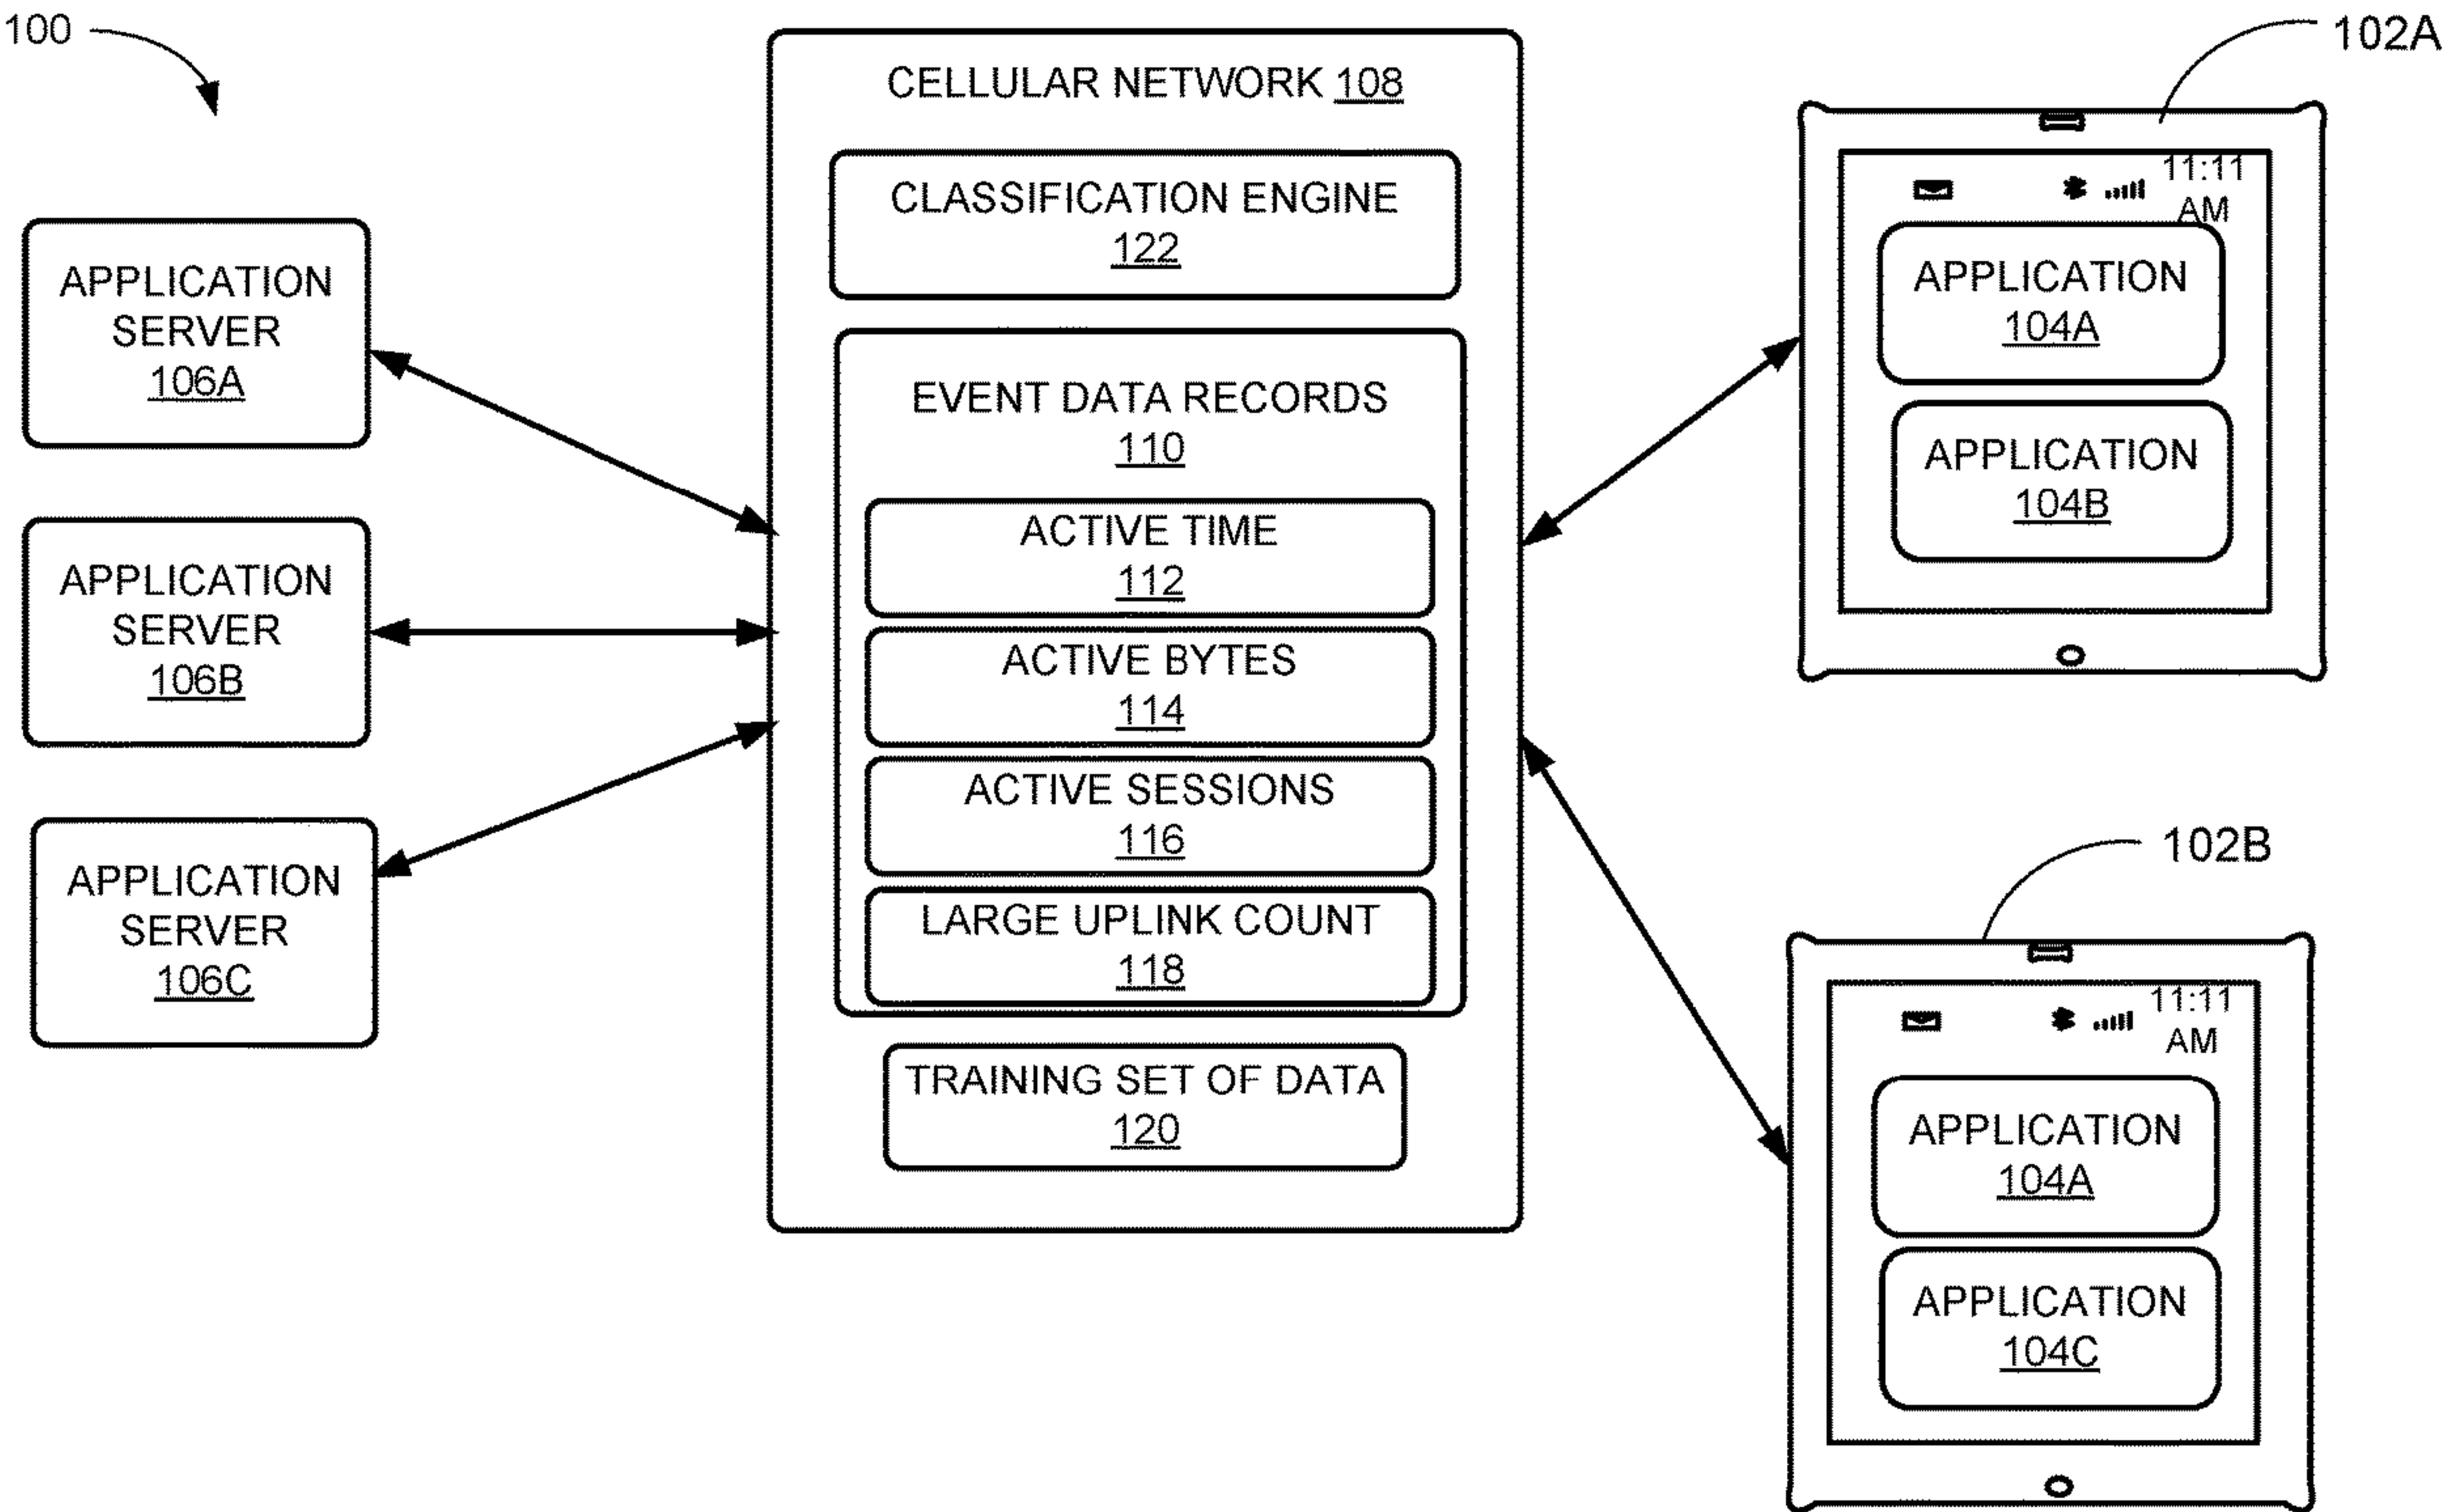 100
APPLICATION
SERVER
106A
APPLICATION
SERVER
106B
APPLICATION
SERVER
106C
CELLULAR NETWORK 108
CLASSIFICATION ENGINE
122
EVENT DATA RECORDS
110
ACTIVE TIME
112
ACTIVE BYTES
114
ACTIVE SESSIONS
116
LARGE UPLINK COUNT
118
TRAINING SET OF DATA
120
102A
11:11
AM
APPLICATION
104A
APPLICATION
104B
102B
11:11
AM
APPLICATION
104A
APPLICATION
104C